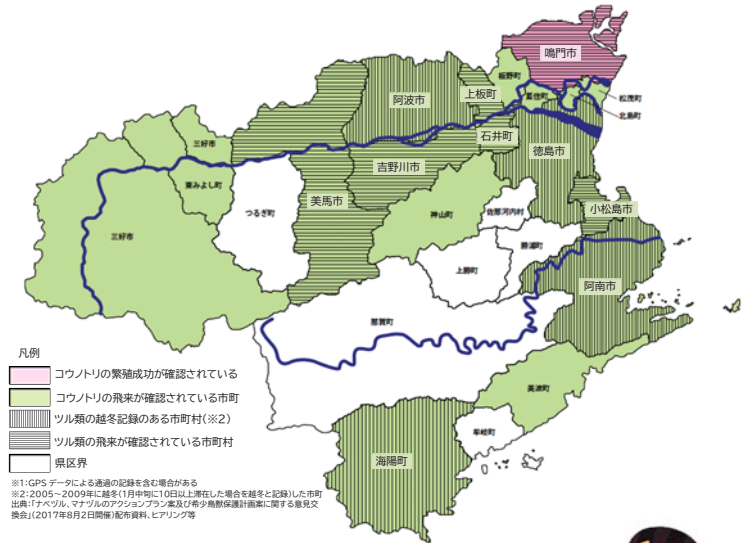 鳴門市
板野町
上板町
阿波市
藍住町
松茂町
北島町
石井町
徳島市
三好市
吉野川市
東みよし町
美馬市
つるぎ町
神山町
佐那河内村
小松島市
三好市
勝浦町
上勝町
阿南市
那賀町
美波町
牟岐町
海陽町
凡例
コウノトリの繁殖成功が確認されている
コウノトリの飛来が確認されている市町
ツル類の越冬記録のある市町村(※2)
ツル類の飛来が確認されている市町村
県区界
※1:GPS データによる通過の記録を含む場合がある
※2:2005～2009年に越冬(1月中旬に10日以上滞在した場合を越冬と記録)した市町
出典:「ナベヅル、マナヅルのアクションプラン案及び希少鳥獣保護計画案に関する意見交
換会」(2017年8月2日開催)配布資料、ヒアリング等